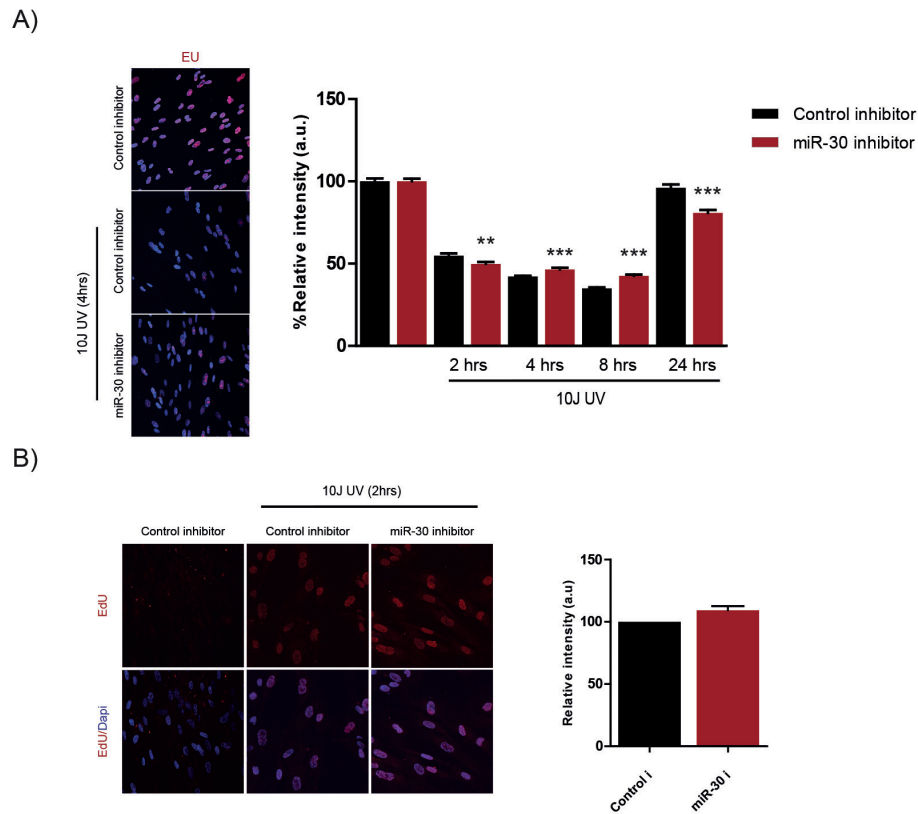 A)
EU
Control inhibitor
Control inhibitor
miR-30 inhibitor
10J UV (4hrs)
%Relative intensity (a.u.)
150
100
50
0
** *** *** ***
2 hrs 4 hrs 8 hrs 24 hrs
10J UV
Control inhibitor
miR-30 inhibitor
B)
10J UV (2hrs)
Control inhibitor Control inhibitor miR-30 inhibitor
EdU
EdU/Dapi
Relative intensity (a.u)
150
100
50
0
Control i miR-30 i